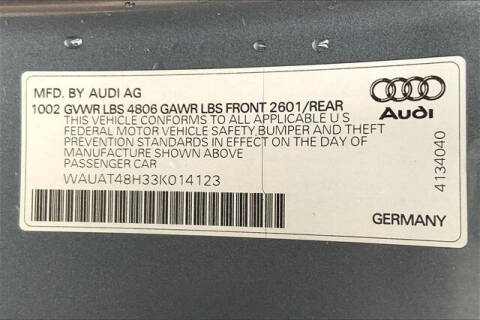 MFD. BY AUDI AG
1002 GVWR LBS 4806 GAWR LBS FRONT 2601/REAR
THIS VEHICLE CONFORMS TO ALL APPLICABLE U S
FEDERAL MOTOR VEHICLE SAFETY, BUMPER AND THEFT
PREVENTION STANDARDS IN EFFECT ON THE DATE OF
MANUFACTURE SHOWN ABOVE
PASSENGER CAR
WAUAT48H33K014123
Audi
4134040
GERMANY